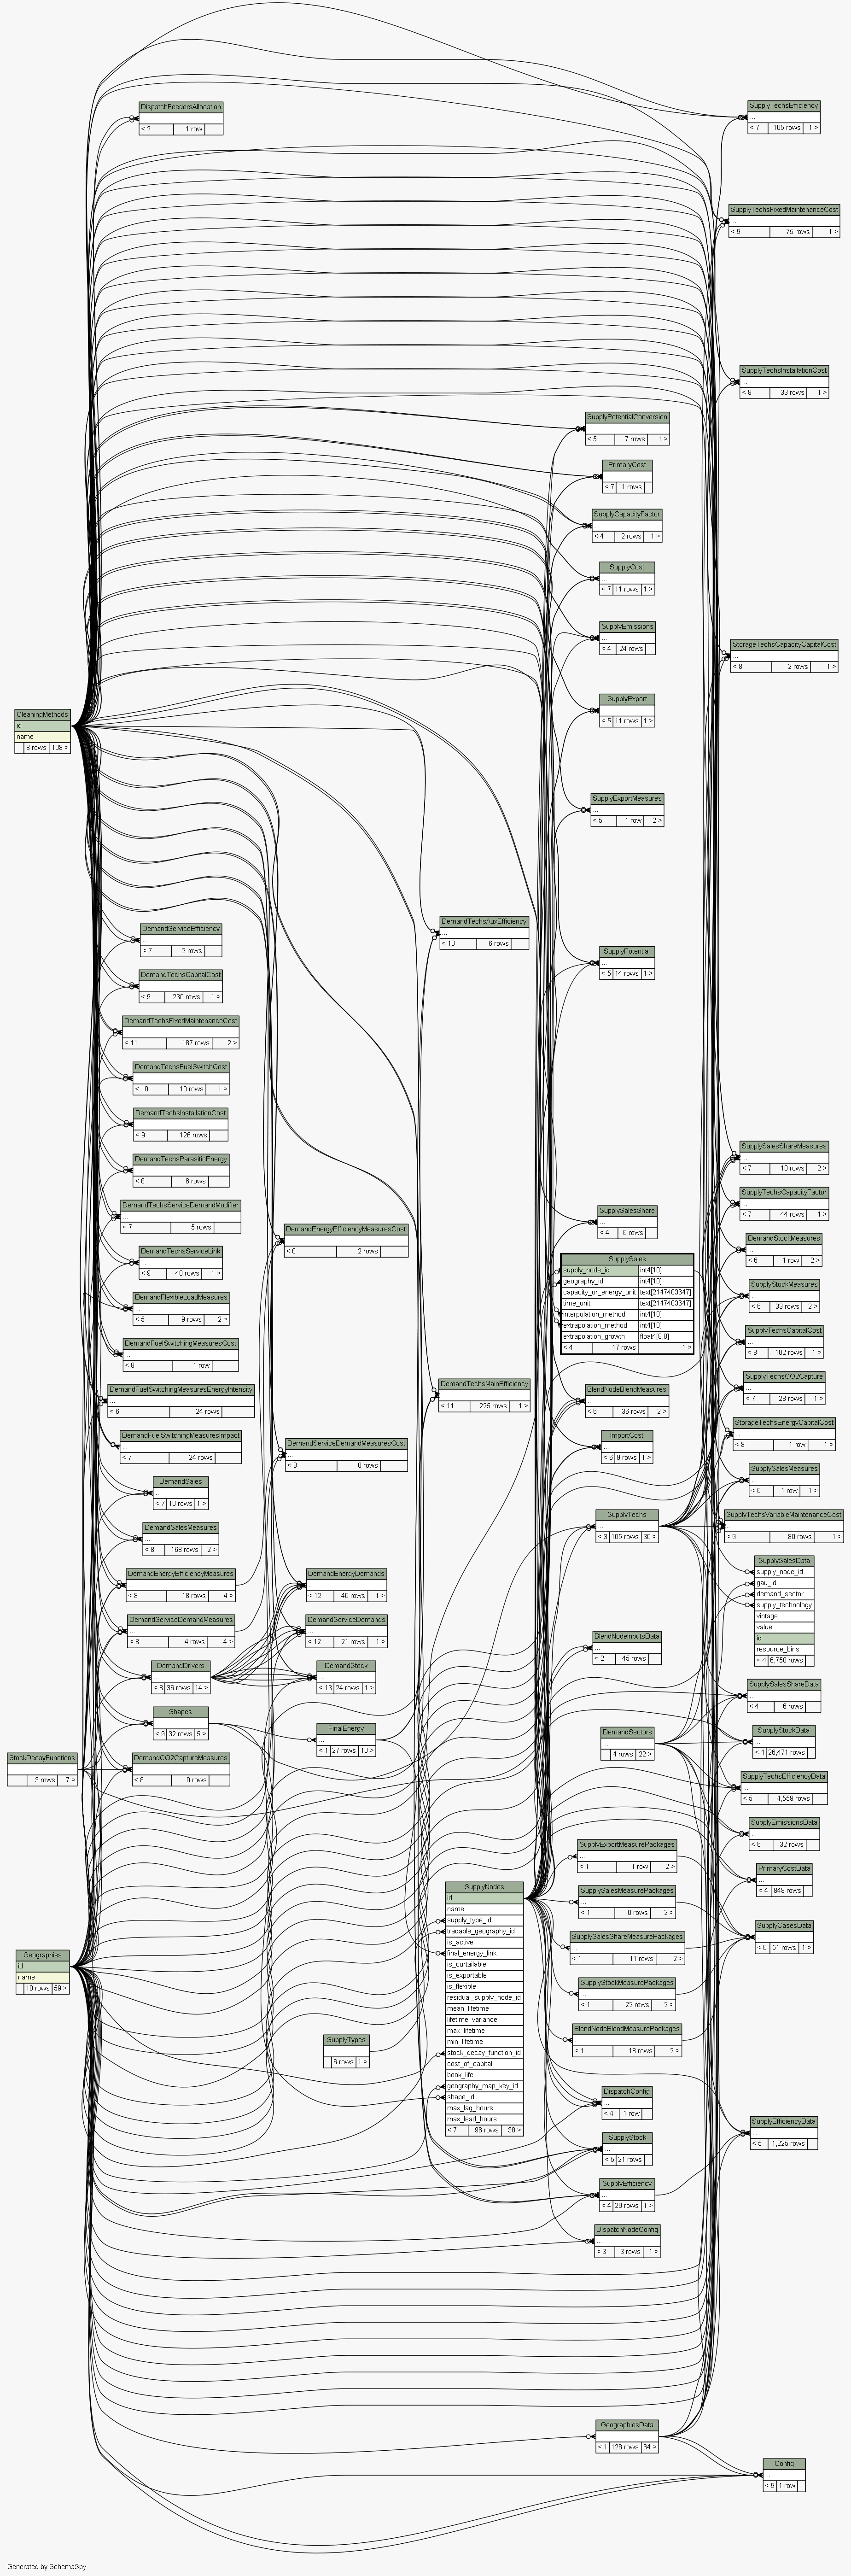 DispatchFeedersAllocation
...
< 2 1 row
SupplyTechsEfficiency
...
< 7 105 rows 1 >
SupplyTechsFixedMaintenanceCost
...
< 9 75 rows 1 >
SupplyTechsInstallationCost
...
< 8 33 rows 1 >
SupplyPotentialConversion
...
< 5 7 rows 1 >
PrimaryCost
...
< 7 11 rows
SupplyCapacityFactor
...
< 4 2 rows 1 >
SupplyCost
...
< 7 11 rows 1 >
SupplyEmissions
...
< 4 24 rows
StorageTechsCapacityCapitalCost
...
< 8 2 rows 1 >
SupplyExport
...
< 5 11 rows 1 >
CleaningMethods
id
name
8 rows 108 >
SupplyExportMeasures
...
< 5 1 row 2 >
DemandTechsAuxEfficiency
...
< 10 6 rows
DemandServiceEfficiency
...
< 7 2 rows
SupplyPotential
...
< 5 14 rows 1 >
DemandTechsCapitalCost
...
< 9 230 rows 1 >
DemandTechsFixedMaintenanceCost
...
< 11 187 rows 2 >
DemandTechsFuelSwitchCost
...
< 10 10 rows 1 >
DemandTechsInstallationCost
...
< 9 126 rows
DemandTechsParasiticEnergy
...
< 8 6 rows
DemandTechsServiceDemandModifier
...
< 7 5 rows
DemandTechsServiceLink
...
< 9 40 rows 1 >
DemandFlexibleLoadMeasures
...
< 5 9 rows 2 >
DemandFuelSwitchingMeasuresCost
...
< 8 1 row
DemandFuelSwitchingMeasuresEnergyIntensity
...
< 6 24 rows
DemandFuelSwitchingMeasuresImpact
...
< 7 24 rows
DemandSales
...
< 7 10 rows 1 >
DemandSalesMeasures
...
< 8 168 rows 2 >
DemandEnergyEfficiencyMeasures
...
< 8 18 rows 4 >
DemandServiceDemandMeasures
...
< 8 4 rows 4 >
DemandDrivers
...
< 8 36 rows 14 >
Shapes
...
< 9 32 rows 5 >
DemandCO2CaptureMeasures
...
< 8 0 rows
StockDecayFunctions
...
3 rows 7 >
Geographies
id
name
10 rows 59 >
DemandEnergyEfficiencyMeasuresCost
...
< 8 2 rows
DemandServiceDemandMeasuresCost
...
< 8 0 rows
DemandEnergyDemands
...
< 12 46 rows 1 >
DemandServiceDemands
...
< 12 21 rows 1 >
DemandStock
...
< 13 24 rows 1 >
FinalEnergy
...
< 1 27 rows 10 >
SupplyTypes
...
6 rows 1 >
DemandTechsMainEfficiency
...
< 11 225 rows 1 >
SupplyNodes
id
name
supply_type_id
tradable_geography_id
is_active
final_energy_link
is_curtailable
is_exportable
is_flexible
residual_supply_node_id
mean_lifetime
lifetime_variance
max_lifetime
min_lifetime
stock_decay_function_id
cost_of_capital
book_life
geography_map_key_id
shape_id
max_lag_hours
max_lead_hours
< 7 96 rows 38 >
SupplySalesShare
...
< 4 6 rows
SupplySales
supply_node_id int4[10]
geography_id int4[10]
capacity_or_energy_unit text[2147483647]
time_unit text[2147483647]
interpolation_method int4[10]
extrapolation_method int4[10]
extrapolation_growth float4[8,8]
< 4 17 rows 1 >
BlendNodeBlendMeasures
...
< 6 36 rows 2 >
ImportCost
...
< 6 9 rows 1 >
SupplyTechs
...
< 3 105 rows 30 >
BlendNodeInputsData
...
< 2 45 rows
DemandSectors
...
4 rows 22 >
SupplyExportMeasurePackages
...
< 1 1 row 2 >
SupplySalesMeasurePackages
...
< 1 0 rows 2 >
SupplySalesShareMeasurePackages
...
< 1 11 rows 2 >
SupplyStockMeasurePackages
...
< 1 22 rows 2 >
BlendNodeBlendMeasurePackages
...
< 1 18 rows 2 >
DispatchConfig
...
< 4 1 row
SupplyStock
...
< 5 21 rows
SupplyEfficiency
...
< 4 29 rows 1 >
DispatchNodeConfig
...
< 3 3 rows 1 >
GeographiesData
...
< 1 128 rows 64 >
SupplySalesShareMeasures
...
< 7 18 rows 2 >
SupplyTechsCapacityFactor
...
< 7 44 rows 1 >
DemandStockMeasures
...
< 6 1 row 2 >
SupplyStockMeasures
...
< 6 33 rows 2 >
SupplyTechsCapitalCost
...
< 8 102 rows 1 >
SupplyTechsCO2Capture
...
< 7 28 rows 1 >
StorageTechsEnergyCapitalCost
...
< 8 1 row 1 >
SupplySalesMeasures
...
< 6 1 row 1 >
SupplyTechsVariableMaintenanceCost
...
< 9 80 rows 1 >
SupplySalesData
supply_node_id
gau_id
demand_sector
supply_technology
vintage
value
id
resource_bins
< 4 6,750 rows
SupplySalesShareData
...
< 4 6 rows
SupplyStockData
...
< 4 26,471 rows
SupplyTechsEfficiencyData
...
< 5 4,559 rows
SupplyEmissionsData
...
< 6 32 rows
PrimaryCostData
...
< 4 848 rows
SupplyCasesData
...
< 6 51 rows 1 >
SupplyEfficiencyData
...
< 5 1,225 rows
Config
...
< 9 1 row
Generated by SchemaSpy